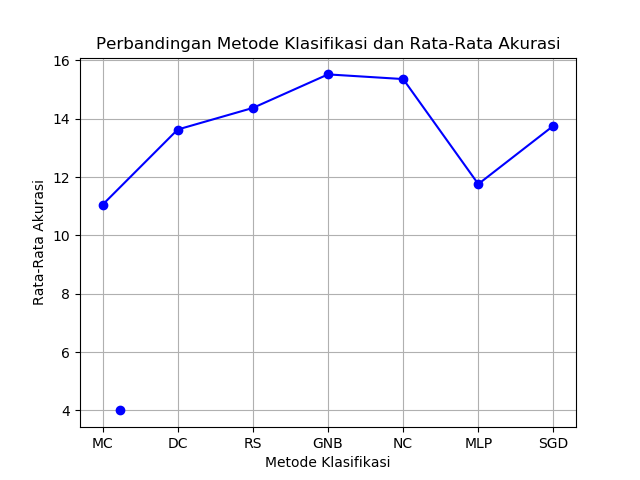 Perbandingan Metode Klasifikasi dan Rata-Rata Akurasi
16
14
12
10
8
6
4
Rata-Rata Akurasi
MC DC RS GNB NC MLP SGD
Metode Klasifikasi